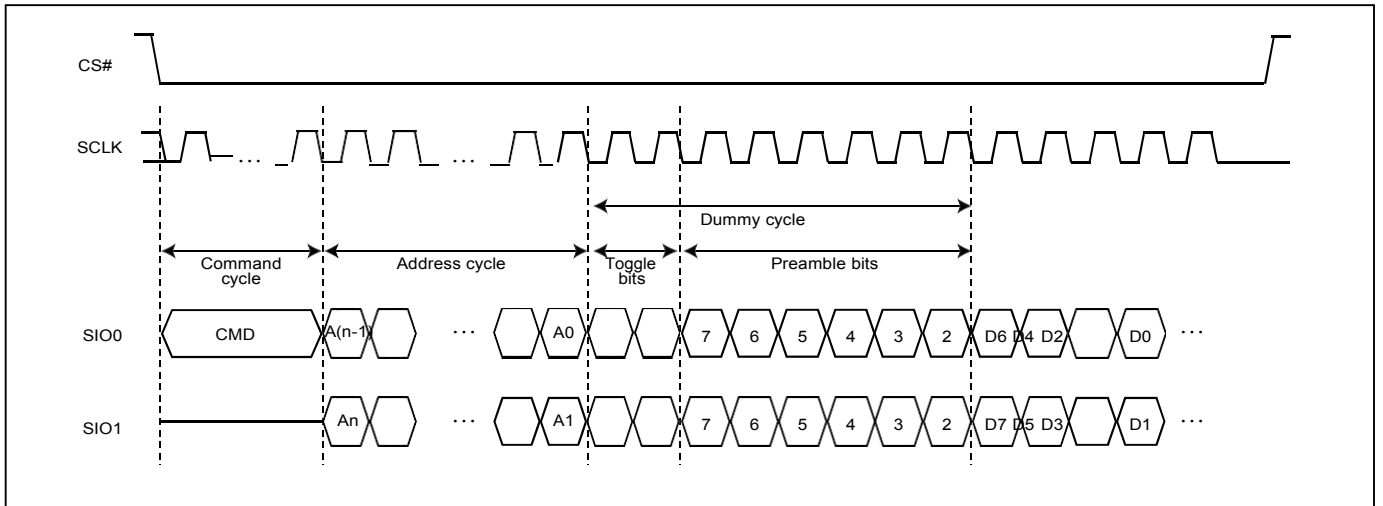 CS#
SCLK
...
...
Dummy cycle
Command cycle
Address cycle
Toggle bits
Preamble bits
SIO0
CMD
A(n-1)
...
A0
7 6 5 4 3 2
D6 D4 D2 D0 ...
SIO1
An
...
A1
7 6 5 4 3 2
D7 D5 D3 D1 ...